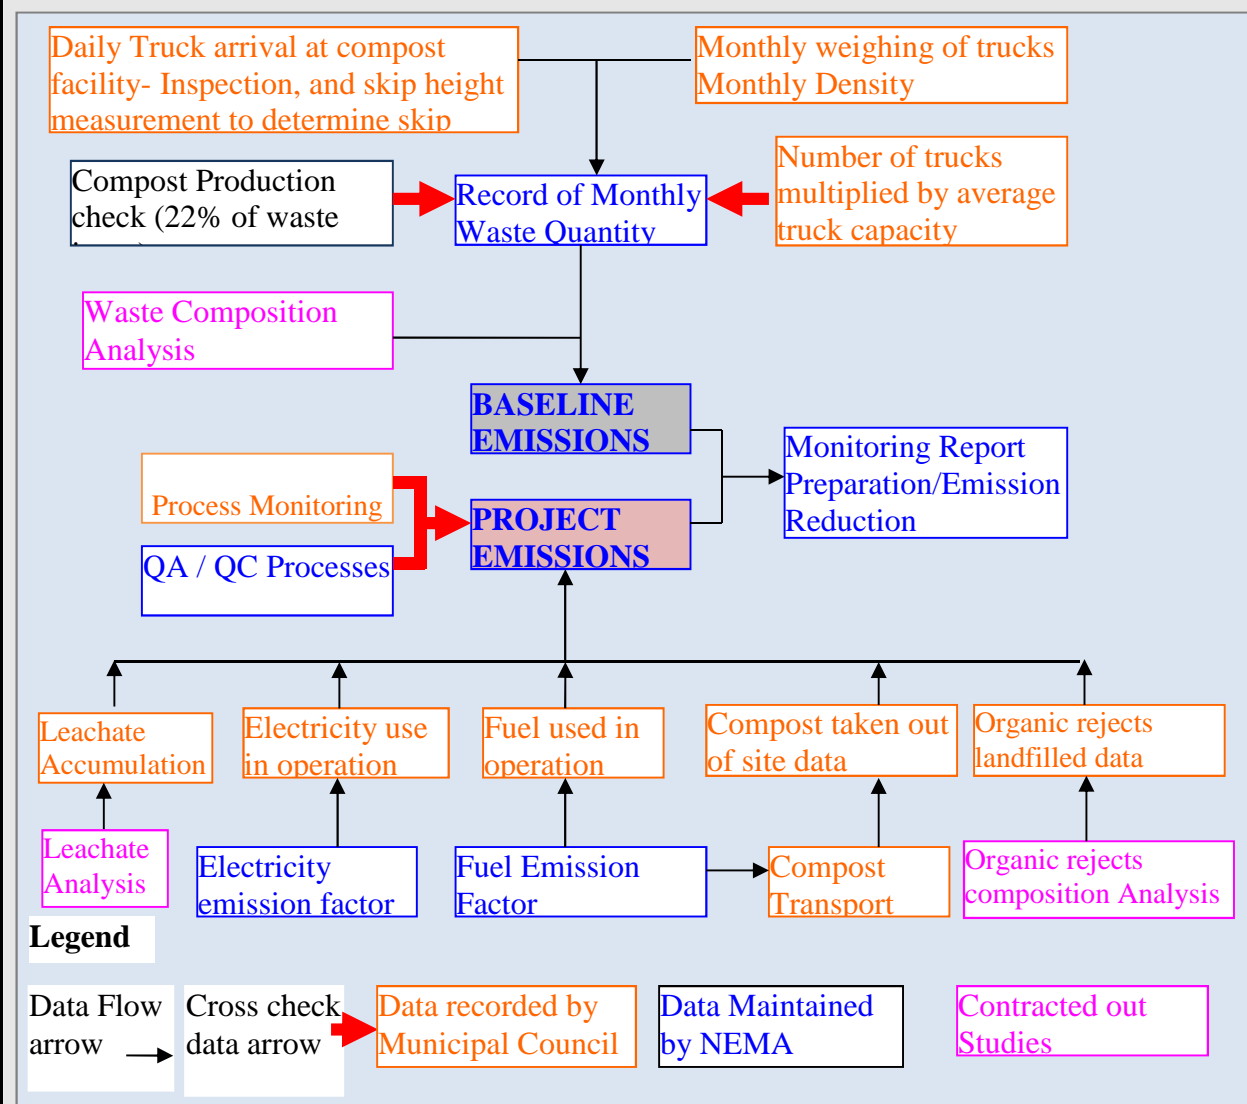 Daily Truck arrival at compost
facility- Inspection, and skip height
measurement to determine skip
Monthly weighing of trucks
Monthly Density
Compost Production
check (22% of waste
Record of Monthly
Waste Quantity
Number of trucks
multiplied by average
truck capacity
Waste Composition
Analysis
BASELINE
EMISSIONS
Monitoring Report
Preparation/Emission
Reduction
Process Monitoring
PROJECT
EMISSIONS
QA / QC Processes
Leachate
Accumulation
Electricity use
in operation
Fuel used in
operation
Compost taken out
of site data
Organic rejects
landfilled data
Leachate
Analysis
Electricity
emission factor
Fuel Emission
Factor
Compost
Transport
Organic rejects
composition Analysis
Legend
Data Flow
arrow
Cross check
data arrow
Data recorded by
Municipal Council
Data Maintained
by NEMA
Contracted out
Studies